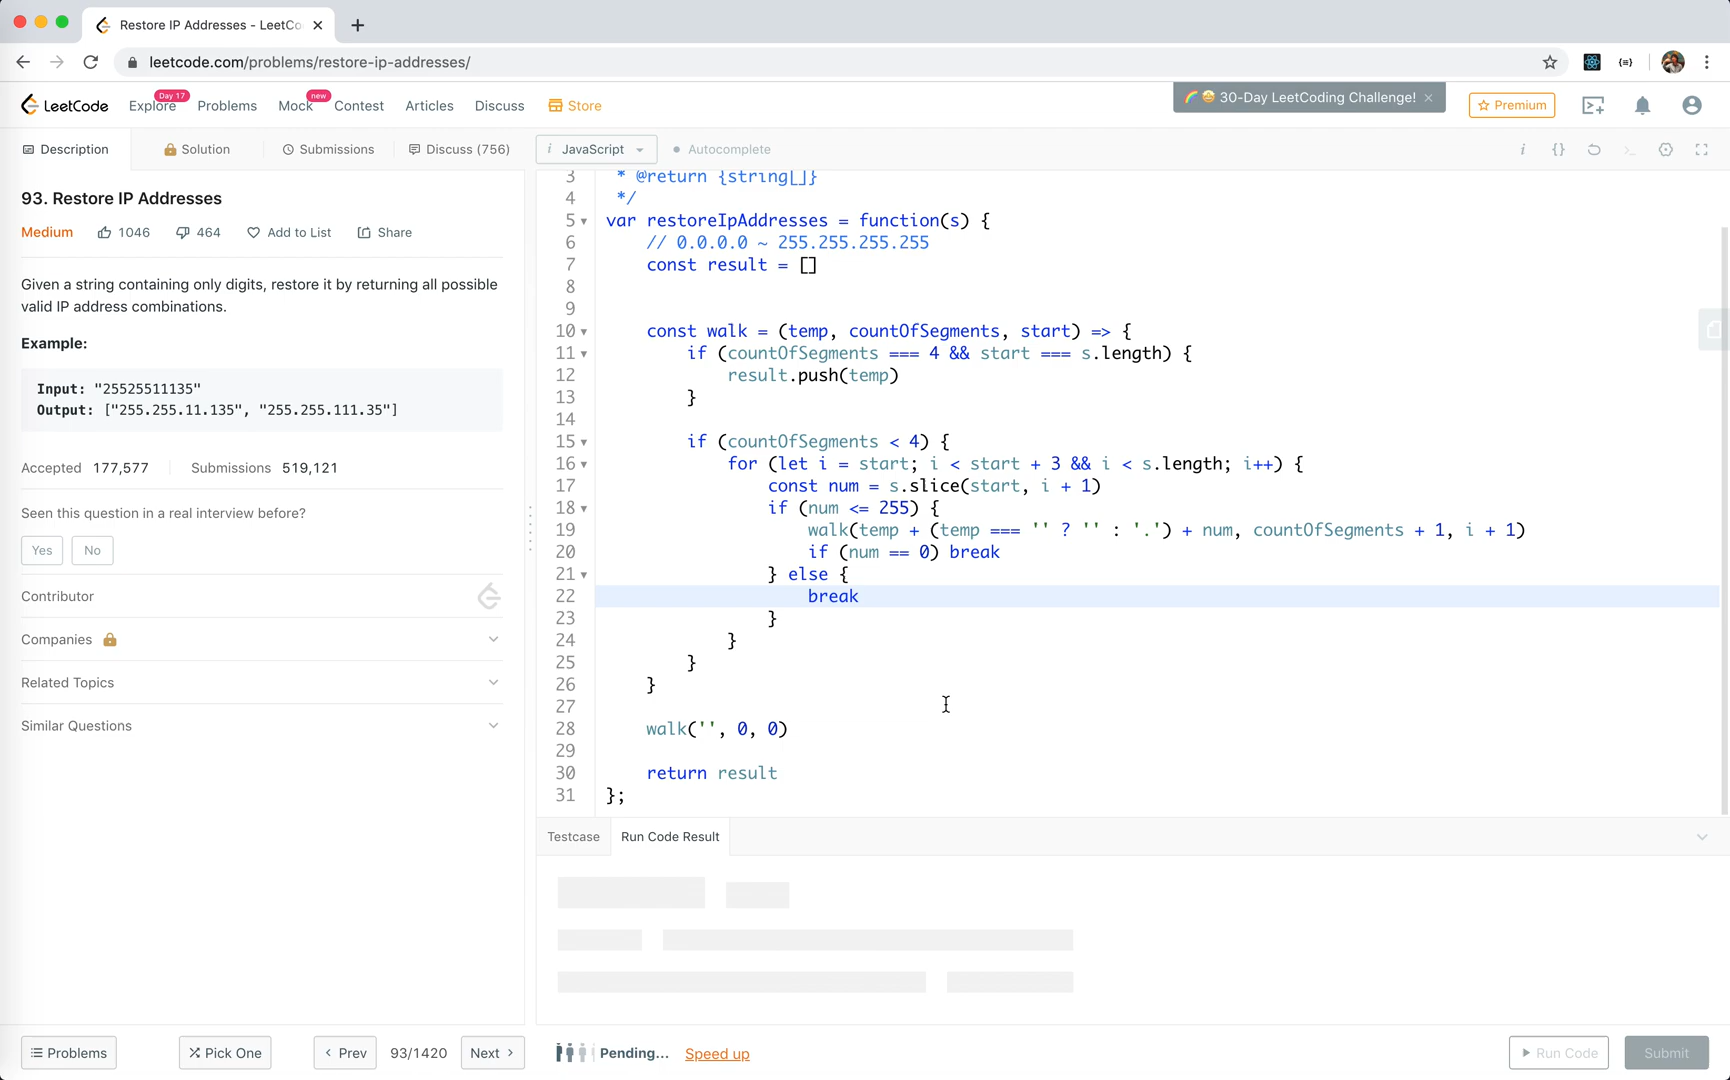 Restore IP Addresses - LeetCo
leetcode.com/problems/restore-ip-addresses/
LeetCode
Explore
Day 17
Problems
Mock
new
Contest
Articles
Discuss
Store
🌈 🤩 30-Day LeetCoding Challenge! ×
Premium
Description
Solution
Submissions
Discuss (756)
i JavaScript
Autocomplete
93. Restore IP Addresses
Medium
1046
464
Add to List
Share
Given a string containing only digits, restore it by returning all possible
valid IP address combinations.
Example:
Input: "25525511135"
Output: ["255.255.11.135", "255.255.111.35"]
Accepted 177,577
Submissions 519,121
Seen this question in a real interview before?
Yes
No
Contributor
Companies
Related Topics
Similar Questions
3 * @return {string[]}
4 */
5 var restoreIpAddresses = function(s) {
6 // 0.0.0.0 ~ 255.255.255.255
7 const result = []
8
9
10 const walk = (temp, countOfSegments, start) => {
11 if (countOfSegments === 4 && start === s.length) {
12 result.push(temp)
13 }
14
15 if (countOfSegments < 4) {
16 for (let i = start; i < start + 3 && i < s.length; i++) {
17 const num = s.slice(start, i + 1)
18 if (num <= 255) {
19 walk(temp + (temp === '' ? '' : '.') + num, countOfSegments + 1, i + 1)
20 if (num == 0) break
21 } else {
22 break
23 }
24 }
25 }
26 }
27
28 walk('', 0, 0)
29
30 return result
31 };
Testcase
Run Code Result
Problems
Pick One
Prev
93/1420
Next
Pending...
Speed up
Run Code
Submit